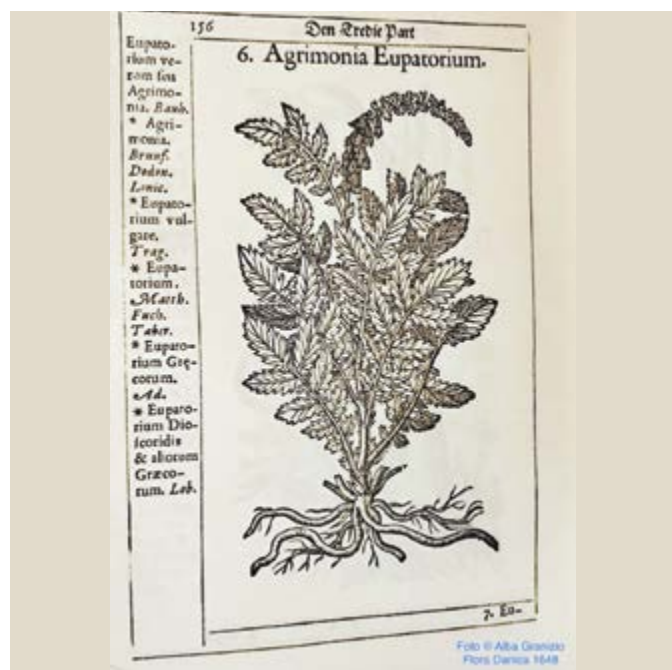 156
Den Tredie Part
6. Agrimonia Eupatorium.
Eupato-
rium ve-
rum seu
Agrimo-
nia. Bauh.
* Agri-
monia.
Brunf.
Dodon.
Lonic.
* Eupato-
rium vul-
gare.
Trag.
* Eupa-
torium.
Matth.
Fuch.
Taber.
* Eupato-
rium Græ-
corum.
Ad.
* Eupato-
rium Dio-
scoridis
& aliorum
Græco-
rum. Lob.
7. Eu-
Foto © Alba Granizio
Flora Danica 1648